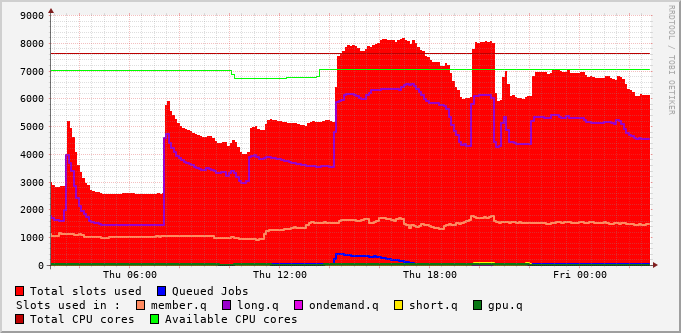 9000
8000
7000
6000
5000
4000
3000
2000
1000
0
Thu 06:00 Thu 12:00 Thu 18:00 Fri 00:00
RRDTOOL / TOBI OETIKER
Total slots used Queued Jobs
Slots used in : member.q long.q ondemand.q short.q gpu.q
Total CPU cores Available CPU cores